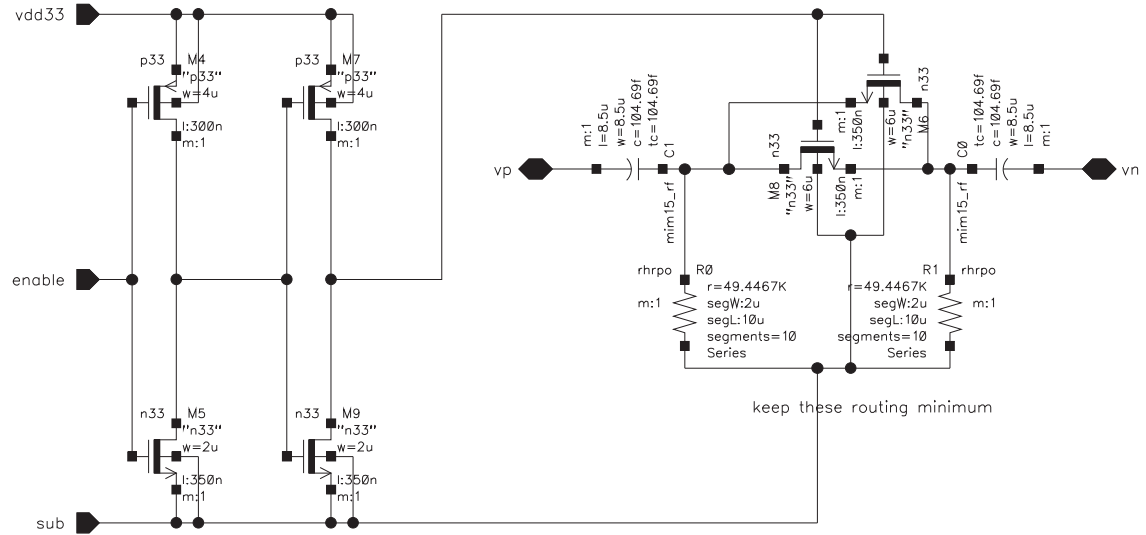 vdd33
p33 M4
"p33"
w=4u
l:300n
m:1
p33 M7
"p33"
w=4u
l:300n
m:1
enable
n33 M5
"n33"
w=2u
l:350n
m:1
n33 M9
"n33"
w=2u
l:350n
m:1
sub
vp
m:1
l=8.5u
w=8.5u
c=104.69f
tc=104.69f
C1
mim15_rf
n33
M8
"n33"
w=6u
l:350n
m:1
n33
m:1
l:350n
w=6u
"n33"
M6
C0
tc=104.69f
c=104.69f
w=8.5u
l=8.5u
m:1
mim15_rf
vn
rhrpo R0
m:1
r=49.4467K
segW:2u
segL:10u
segments=10
Series
R1 rhrpo
m:1
r=49.4467K
segW:2u
segL:10u
segments=10
Series
keep these routing minimum